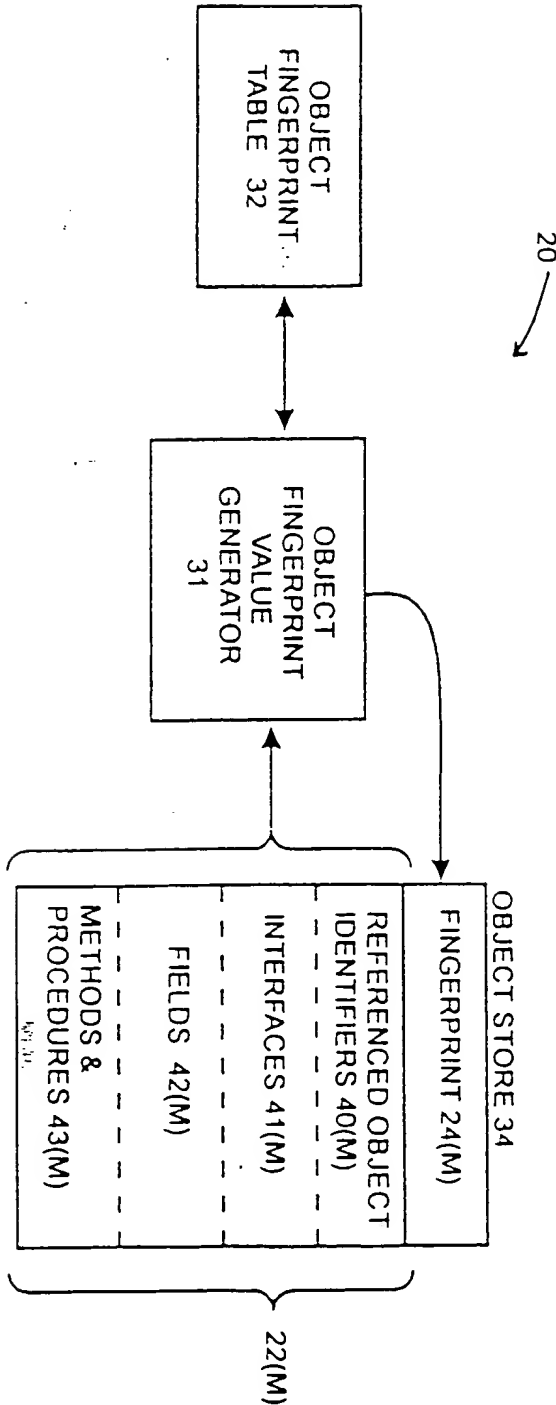 20
OBJECT
FINGERPRINT
TABLE 32
OBJECT
FINGERPRINT
VALUE
GENERATOR
31
OBJECT STORE 34
FINGERPRINT 24(M)
REFERENCED OBJECT
IDENTIFIERS 40(M)
INTERFACES 41(M)
FIELDS 42(M)
METHODS &
PROCEDURES 43(M)
22(M)